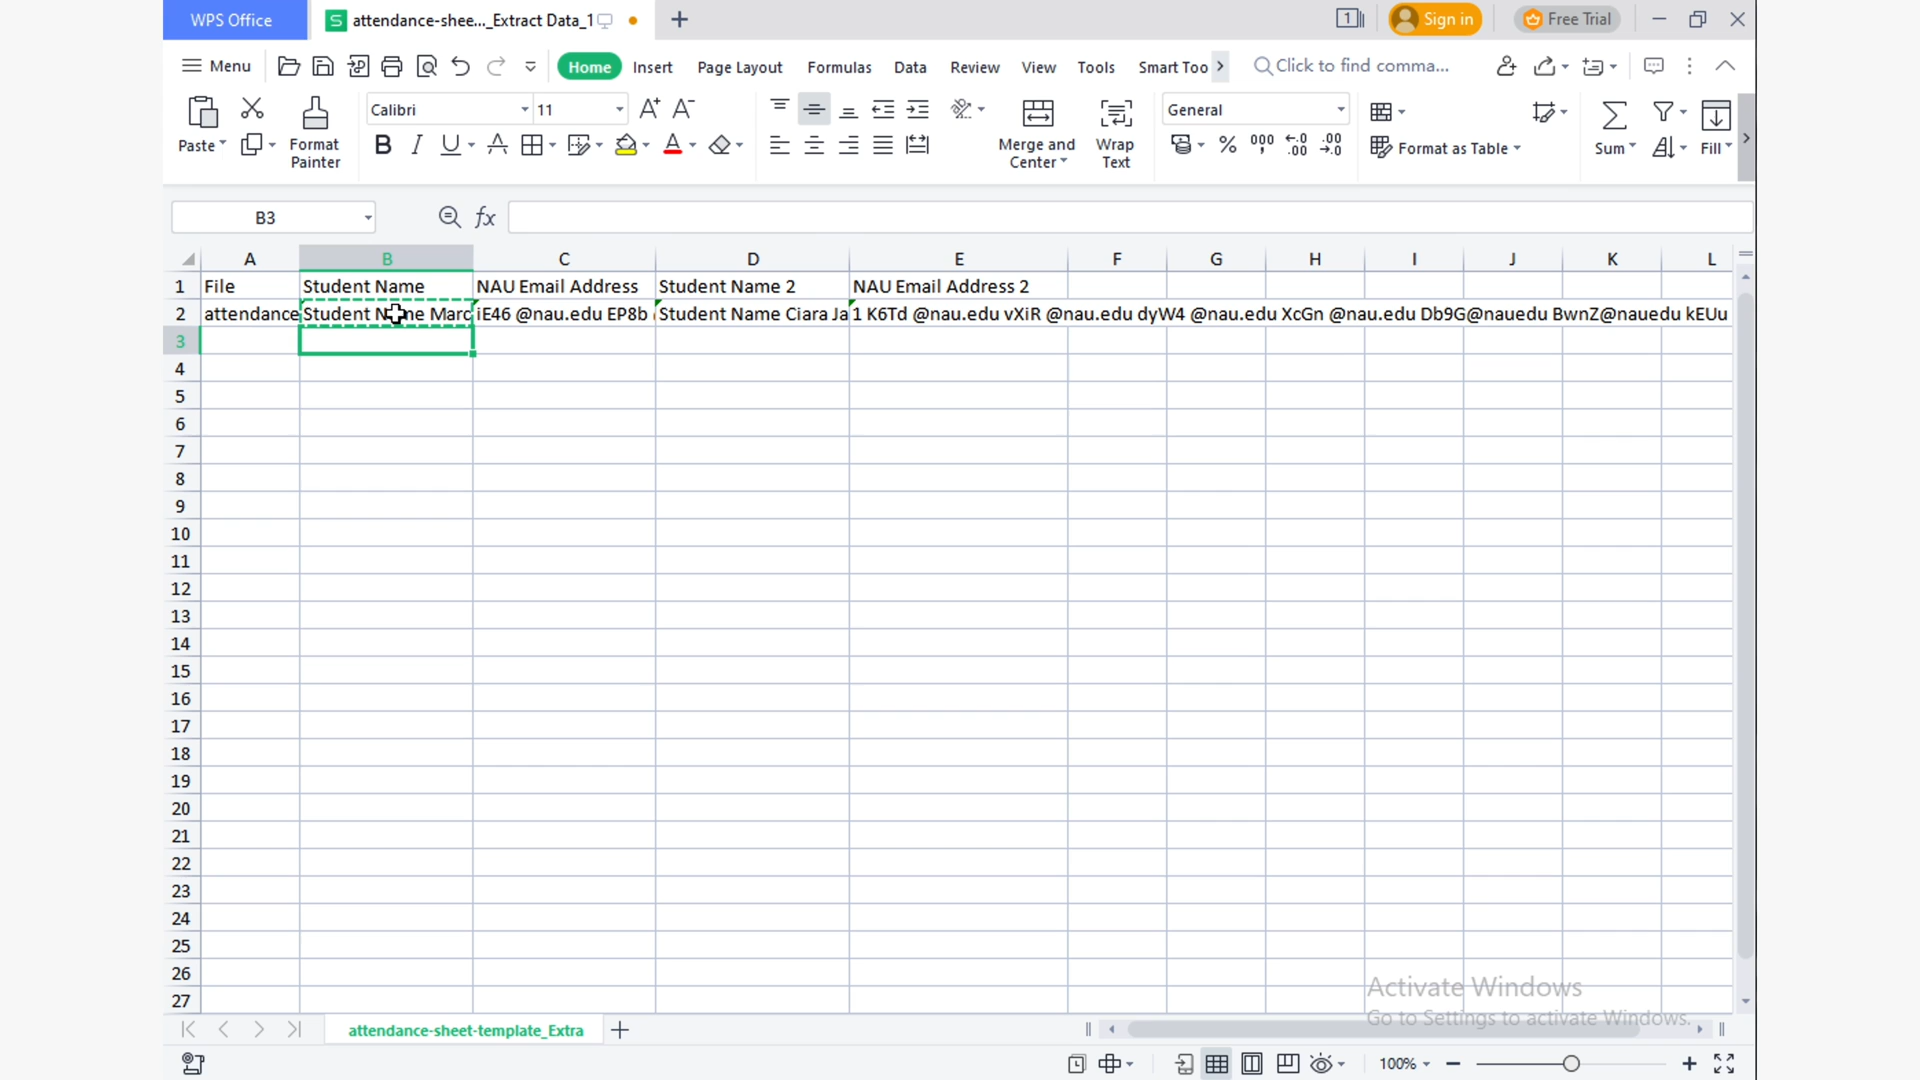 WPS Office
attendance-shee..._Extract Data_1
Sign in
Free Trial
Menu
Home Insert Page Layout Formulas Data Review View Tools Smart Too
Click to find comma...
Paste
Format Painter
Calibri 11
Merge and Center
Wrap Text
General
Format as Table
Sum
Fill
B3
fx
A B C D E F G H I J K L
1 File Student Name NAU Email Address Student Name 2 NAU Email Address 2
2 attendance Student Name Marc iE46 @nau.edu EP8b Student Name Ciara Ja 1 K6Td @nau.edu vXiR @nau.edu dyW4 @nau.edu XcGn @nau.edu Db9G@nauedu BwnZ@nauedu kEUu
3
4
5
6
7
8
9
10
11
12
13
14
15
16
17
18
19
20
21
22
23
24
25
26
27
Activate Windows
Go to Settings to activate Windows.
attendance-sheet-template_Extra
100%